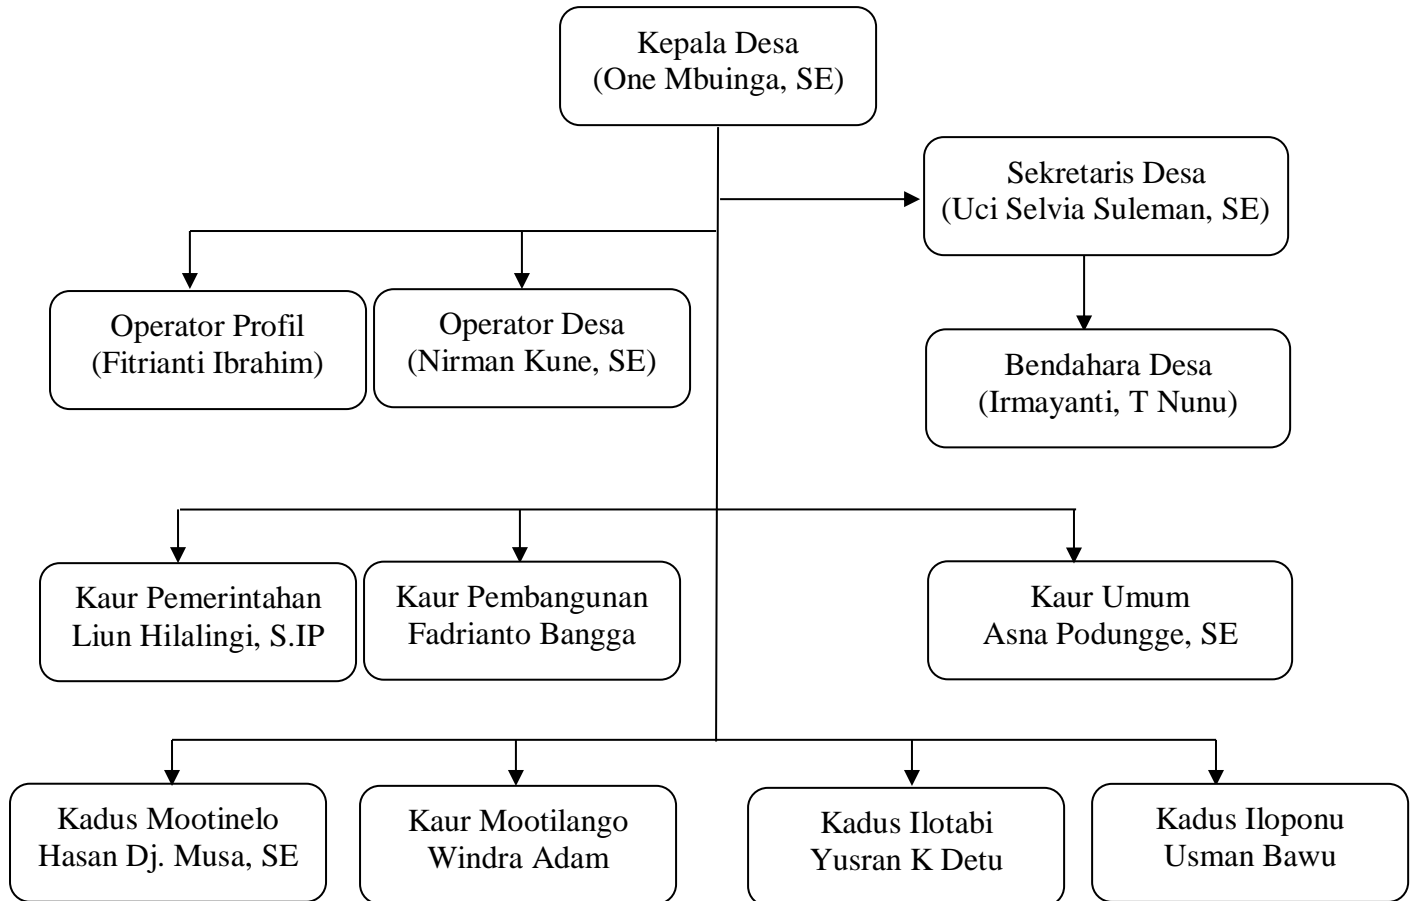 Kepala Desa
(One Mbuinga, SE)
Sekretaris Desa
(Uci Selvia Suleman, SE)
Operator Profil
(Fitrianti Ibrahim)
Operator Desa
(Nirman Kune, SE)
Bendahara Desa
(Irmayanti, T Nunu)
Kaur Pemerintahan
Liun Hilalingi, S.IP
Kaur Pembangunan
Fadrianto Bangga
Kaur Umum
Asna Podungge, SE
Kadus Mootinelo
Hasan Dj. Musa, SE
Kaur Mootilango
Windra Adam
Kadus Ilotabi
Yusran K Detu
Kadus Iloponu
Usman Bawu